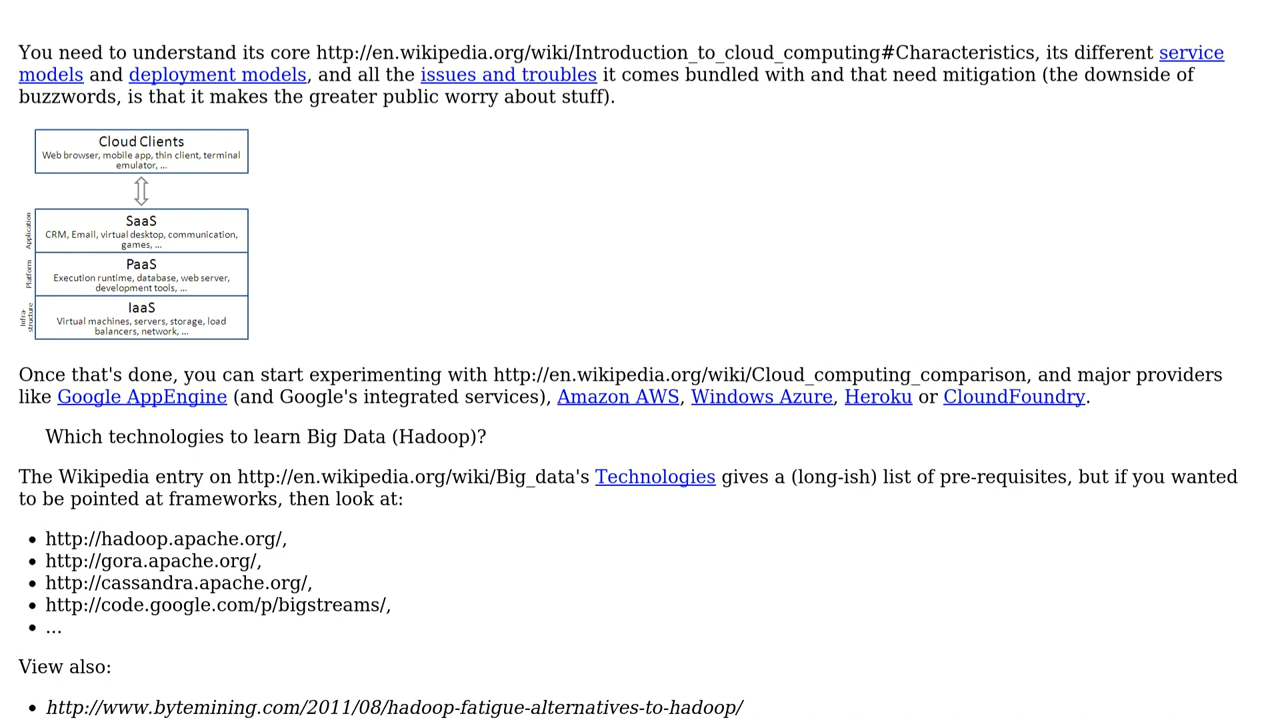 You need to understand its core http://en.wikipedia.org/wiki/Introduction_to_cloud_computing#Characteristics, its different service
models and deployment models, and all the issues and troubles it comes bundled with and that need mitigation (the downside of
buzzwords, is that it makes the greater public worry about stuff).
Cloud Clients
Web browser, mobile app, thin client, terminal
emulator, ...
Application
SaaS
CRM, Email, virtual desktop, communication,
games, ...
Platform
PaaS
Execution runtime, database, web server,
development tools, ...
Infra-
structure
IaaS
Virtual machines, servers, storage, load
balancers, network, ...
Once that's done, you can start experimenting with http://en.wikipedia.org/wiki/Cloud_computing_comparison, and major providers
like Google AppEngine (and Google's integrated services), Amazon AWS, Windows Azure, Heroku or CloundFoundry.
Which technologies to learn Big Data (Hadoop)?
The Wikipedia entry on http://en.wikipedia.org/wiki/Big_data's Technologies gives a (long-ish) list of pre-requisites, but if you wanted
to be pointed at frameworks, then look at:
• http://hadoop.apache.org/,
• http://gora.apache.org/,
• http://cassandra.apache.org/,
• http://code.google.com/p/bigstreams/,
• ...
View also:
• http://www.bytemining.com/2011/08/hadoop-fatigue-alternatives-to-hadoop/